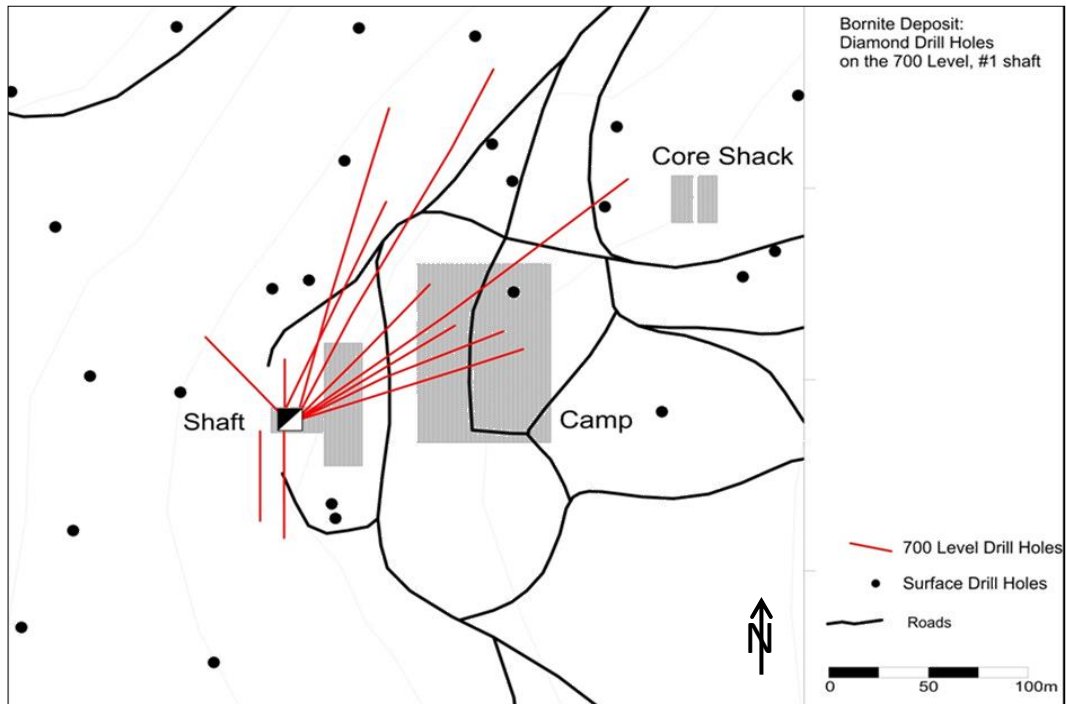 Bornite Deposit:
Diamond Drill Holes
on the 700 Level, #1 shaft
Core Shack
Shaft
Camp
700 Level Drill Holes
Surface Drill Holes
Roads
N
0 50 100m